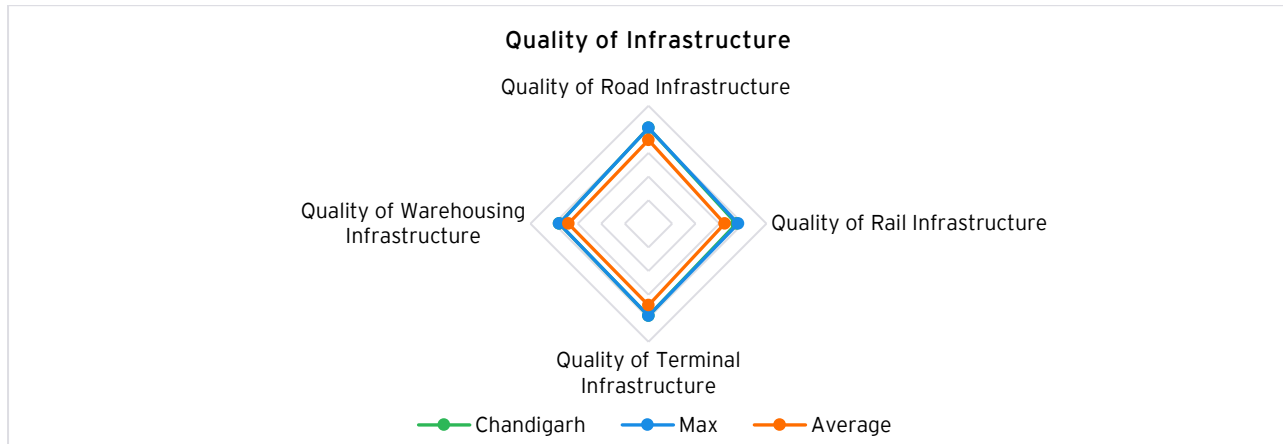 Quality of Infrastructure
Quality of Road Infrastructure
Quality of Warehousing
Infrastructure
Quality of Rail Infrastructure
Quality of Terminal
Infrastructure
Chandigarh Max Average